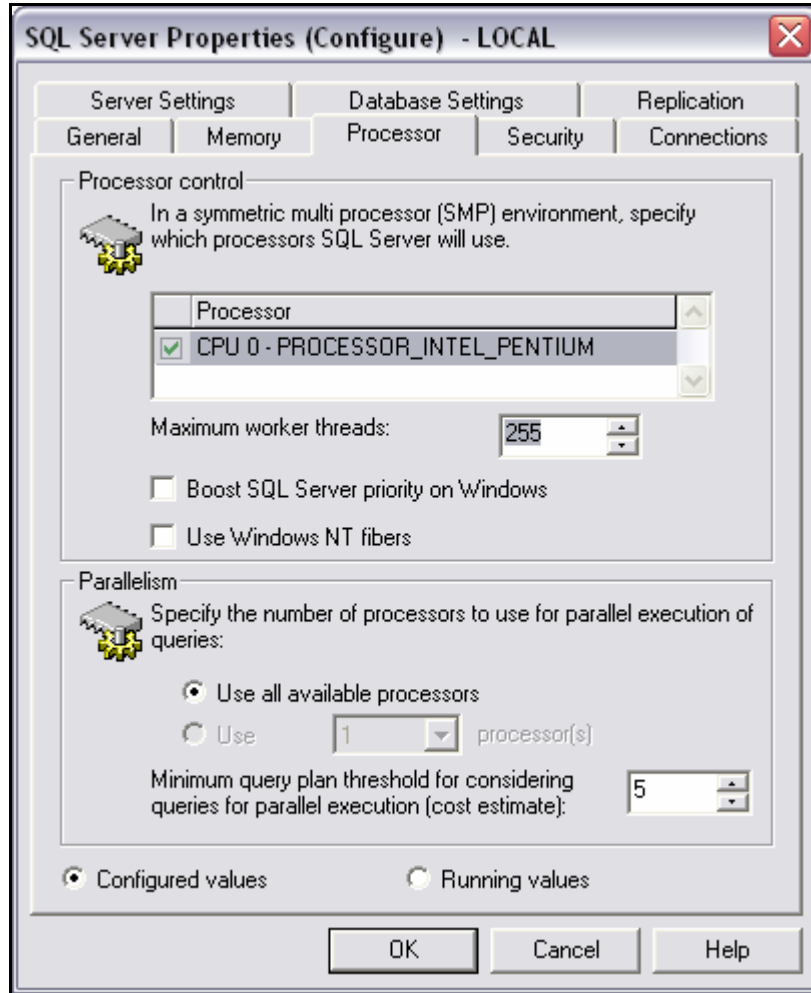 SQL Server Properties (Configure)  - LOCAL
Server Settings
Database Settings
Replication
General
Memory
Processor
Security
Connections
Processor control
In a symmetric multi processor (SMP) environment, specify
which processors SQL Server will use.
Processor
CPU 0 - PROCESSOR_INTEL_PENTIUM
Maximum worker threads:
255
Boost SQL Server priority on Windows
Use Windows NT fibers
Parallelism
Specify the number of processors to use for parallel execution of
queries:
Use all available processors
Use
1
processor(s)
Minimum query plan threshold for considering
queries for parallel execution (cost estimate):
5
Configured values
Running values
OK
Cancel
Help